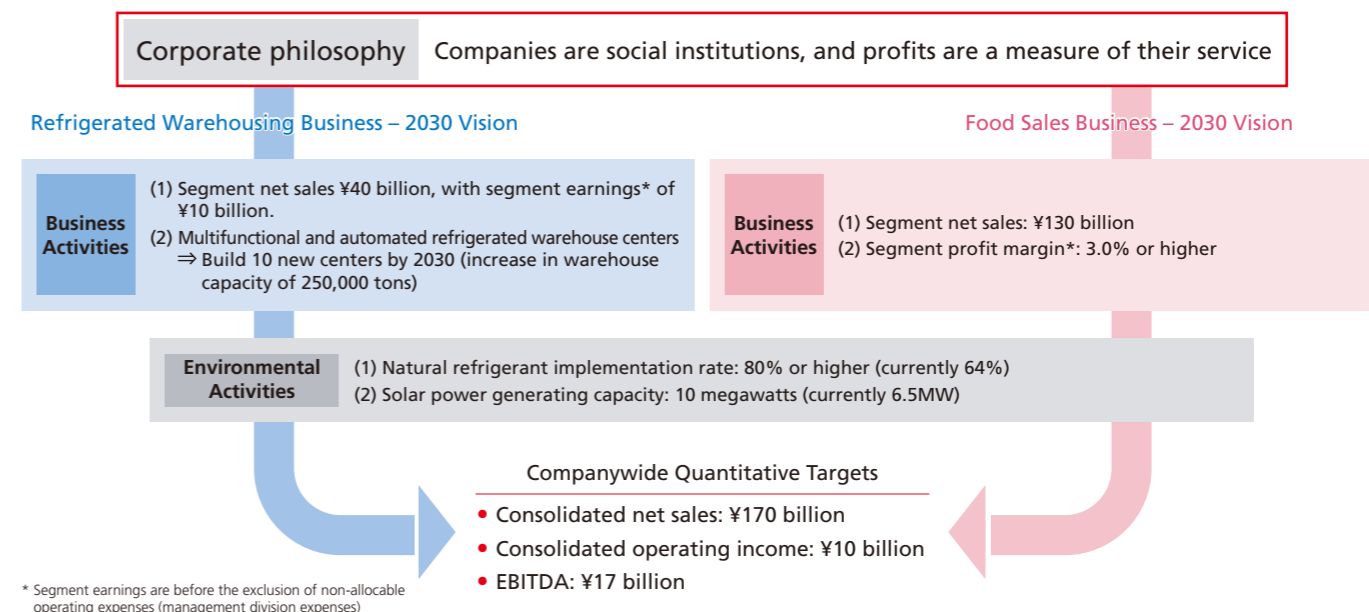 Corporate philosophy Companies are social institutions, and profits are a measure of their service
Refrigerated Warehousing Business – 2030 Vision
Business
Activities
(1) Segment net sales ¥40 billion, with segment earnings* of
¥10 billion.
(2) Multifunctional and automated refrigerated warehouse centers
⇒ Build 10 new centers by 2030 (increase in warehouse
capacity of 250,000 tons)
Food Sales Business – 2030 Vision
Business
Activities
(1) Segment net sales: ¥130 billion
(2) Segment profit margin*: 3.0% or higher
Environmental
Activities
(1) Natural refrigerant implementation rate: 80% or higher (currently 64%)
(2) Solar power generating capacity: 10 megawatts (currently 6.5MW)
Companywide Quantitative Targets
• Consolidated net sales: ¥170 billion
• Consolidated operating income: ¥10 billion
• EBITDA: ¥17 billion
* Segment earnings are before the exclusion of non-allocable
operating expenses (management division expenses)